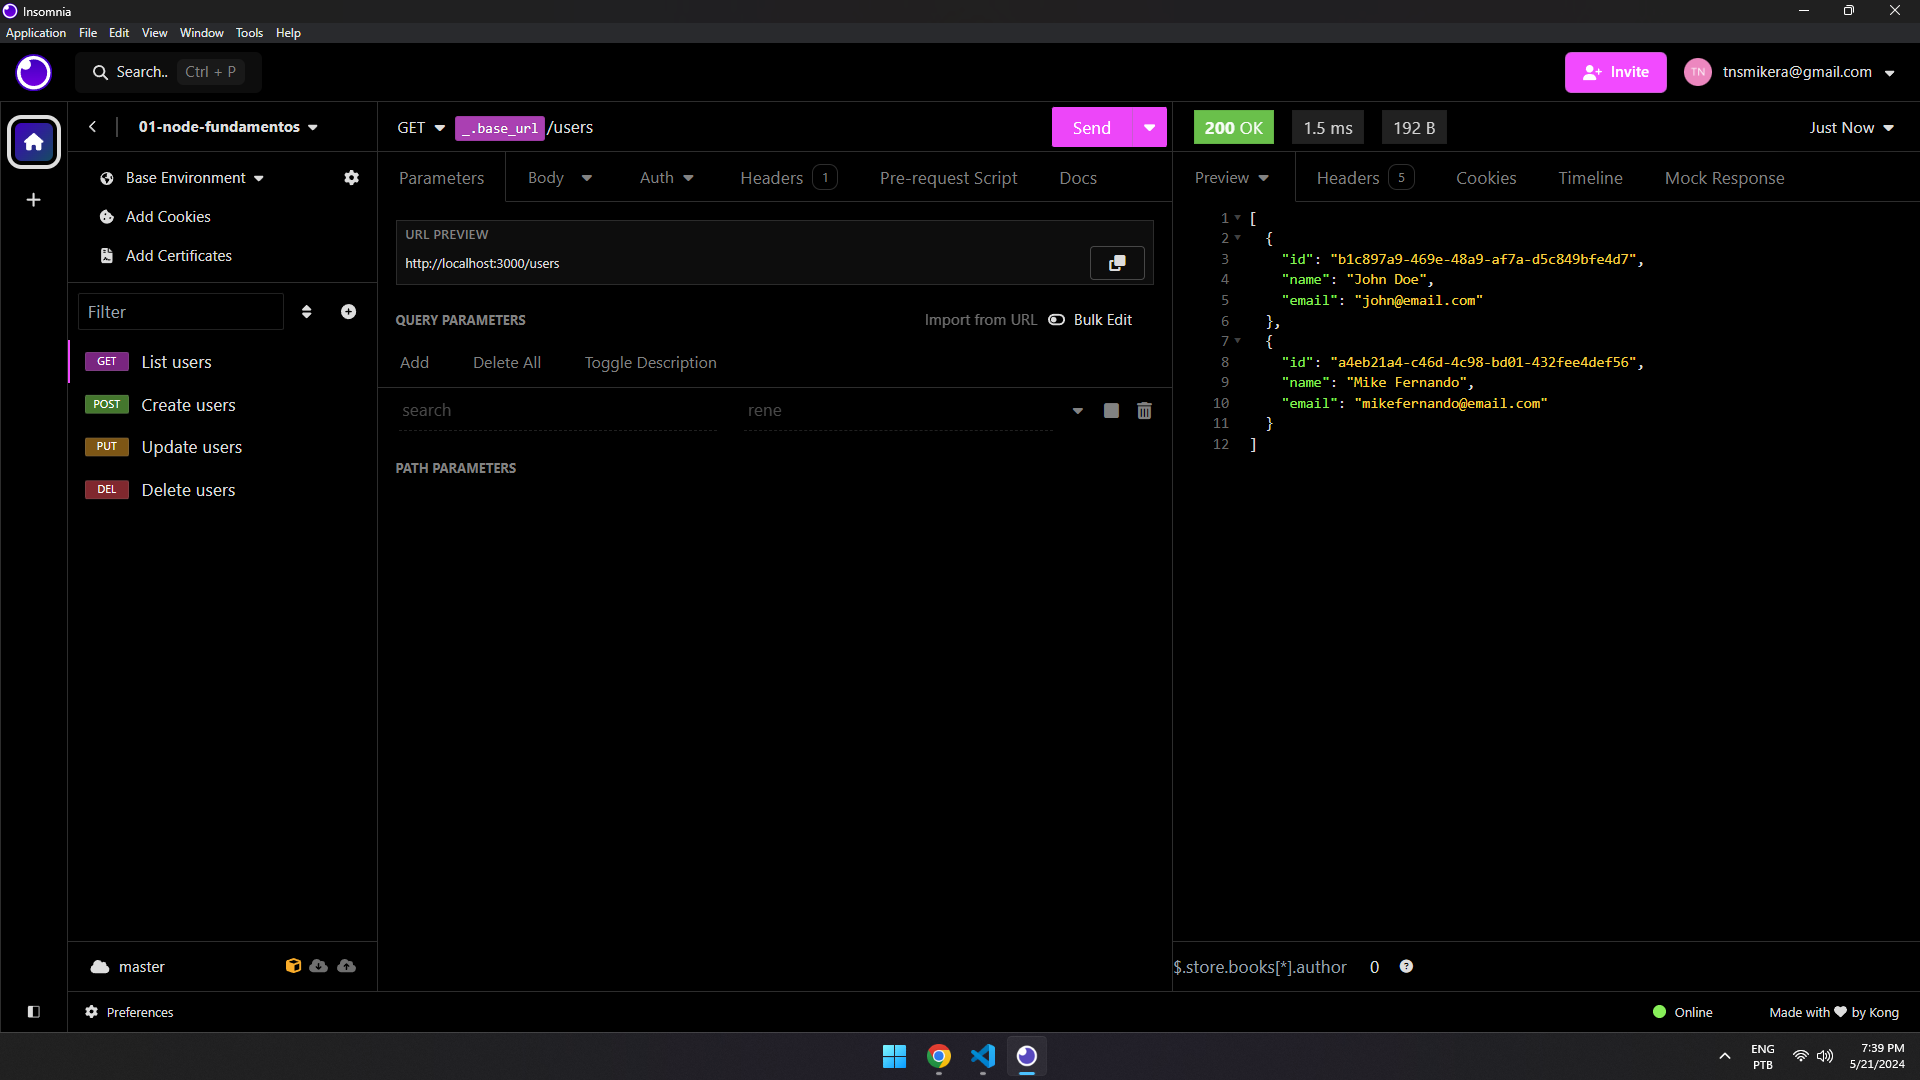 Insomnia
Application File Edit View Window Tools Help
Search.. Ctrl + P
Invite TN tnsmikera@gmail.com
01-node-fundamentos
Base Environment
Add Cookies
Add Certificates
Filter
GET List users
POST Create users
PUT Update users
DEL Delete users
master
GET _.base_url /users Send
Parameters Body Auth Headers 1 Pre-request Script Docs
URL PREVIEW
http://localhost:3000/users
QUERY PARAMETERS Import from URL Bulk Edit
Add Delete All Toggle Description
search rene
PATH PARAMETERS
200 OK 1.5 ms 192 B Just Now
Preview Headers 5 Cookies Timeline Mock Response
1 [
2 {
3 "id": "b1c897a9-469e-48a9-af7a-d5c849bfe4d7",
4 "name": "John Doe",
5 "email": "john@email.com"
6 },
7 {
8 "id": "a4eb21a4-c46d-4c98-bd01-432fee4def56",
9 "name": "Mike Fernando",
10 "email": "mikefernando@email.com"
11 }
12 ]
$.store.books[*].author 0 ?
Preferences Online Made with ♥ by Kong
ENG
PTB
7:39 PM
5/21/2024